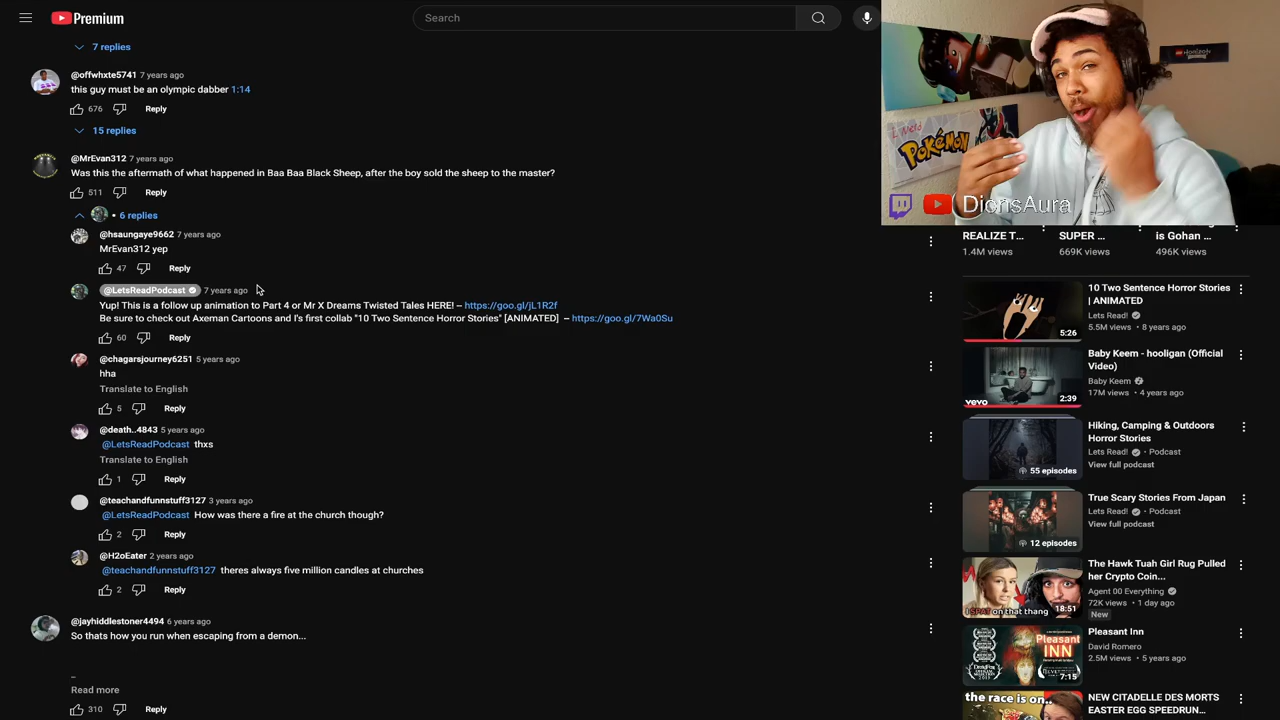 Premium
Search
7 replies
@offwhxte5741 7 years ago
this guy must be an olympic dabber 1:14
676 Reply
15 replies
@MrEvan312 7 years ago
Was this the aftermath of what happened in Baa Baa Black Sheep, after the boy sold the sheep to the master?
511 Reply
6 replies
@hsaungaye9662 7 years ago
MrEvan312 yep
47 Reply
@LetsReadPodcast 7 years ago
Yup! This is a follow up animation to Part 4 or Mr X Dreams Twisted Tales HERE! – https://goo.gl/jL1R2f
Be sure to check out Axeman Cartoons and I's first collab "10 Two Sentence Horror Stories" [ANIMATED] – https://goo.gl/7Wa0Su
60 Reply
@chagarsjourney6251 5 years ago
hha
Translate to English
5 Reply
@death..4843 5 years ago
@LetsReadPodcast thxs
Translate to English
1 Reply
@teachandfunnstuff3127 3 years ago
@LetsReadPodcast How was there a fire at the church though?
2 Reply
@H2oEater 2 years ago
@teachandfunnstuff3127 theres always five million candles at churches
2 Reply
@jayhiddlestoner4494 6 years ago
So thats how you run when escaping from a demon...
_
Read more
310 Reply
Pokémon
DionsAura
REALIZE T...
1.4M views
SUPER ...
669K views
is Gohan ...
496K views
10 Two Sentence Horror Stories
| ANIMATED
Lets Read!
5.5M views • 8 years ago
5:26
Baby Keem - hooligan (Official
Video)
Baby Keem
17M views • 4 years ago
vevo
2:39
Hiking, Camping & Outdoors
Horror Stories
Lets Read! • Podcast
View full podcast
55 episodes
True Scary Stories From Japan
Lets Read! • Podcast
View full podcast
12 episodes
The Hawk Tuah Girl Rug Pulled
her Crypto Coin...
Agent 00 Everything
72K views • 1 day ago
New
I SPAT on that thang
18:51
Pleasant Inn
David Romero
2.5M views • 5 years ago
PLEASANT
INN
7:15
NEW CITADELLE DES MORTS
EASTER EGG SPEEDRUN...
the race is on..